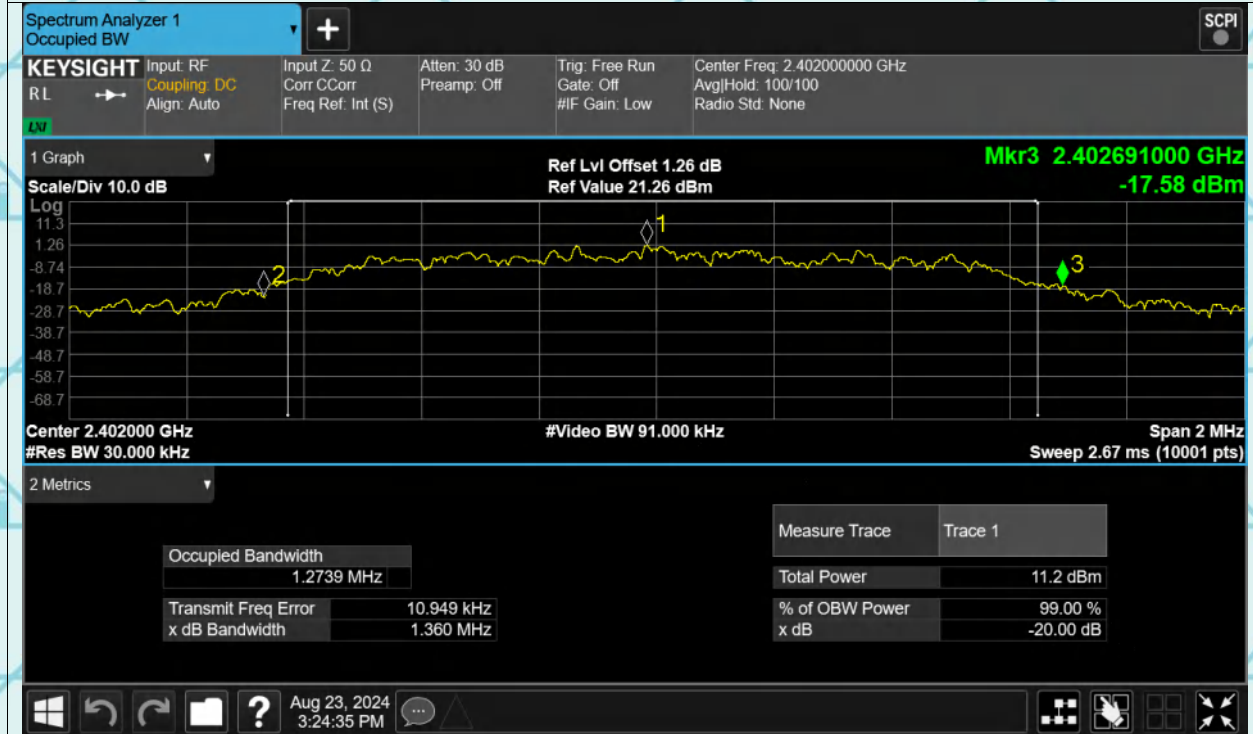 Spectrum Analyzer 1
Occupied BW
+
SCPI
KEYSIGHT
R L
LXI
Input: RF
Coupling: DC
Align: Auto
Input Z: 50 Ω
Corr CCorr
Freq Ref: Int (S)
Atten: 30 dB
Preamp: Off
Trig: Free Run
Gate: Off
#IF Gain: Low
Center Freq: 2.402000000 GHz
Avg|Hold: 100/100
Radio Std: None
1 Graph
Scale/Div 10.0 dB
Ref Lvl Offset 1.26 dB
Ref Value 21.26 dBm
Mkr3 2.402691000 GHz
-17.58 dBm
Log
11.3
1.26
-8.74
-18.7
-28.7
-38.7
-48.7
-58.7
-68.7
2
1
3
Center 2.402000 GHz
#Video BW 91.000 kHz
Span 2 MHz
#Res BW 30.000 kHz
Sweep 2.67 ms (10001 pts)
2 Metrics
Measure Trace Trace 1
Occupied Bandwidth
1.2739 MHz
Total Power 11.2 dBm
Transmit Freq Error 10.949 kHz
% of OBW Power 99.00 %
x dB Bandwidth 1.360 MHz
x dB -20.00 dB
?
Aug 23, 2024
3:24:35 PM